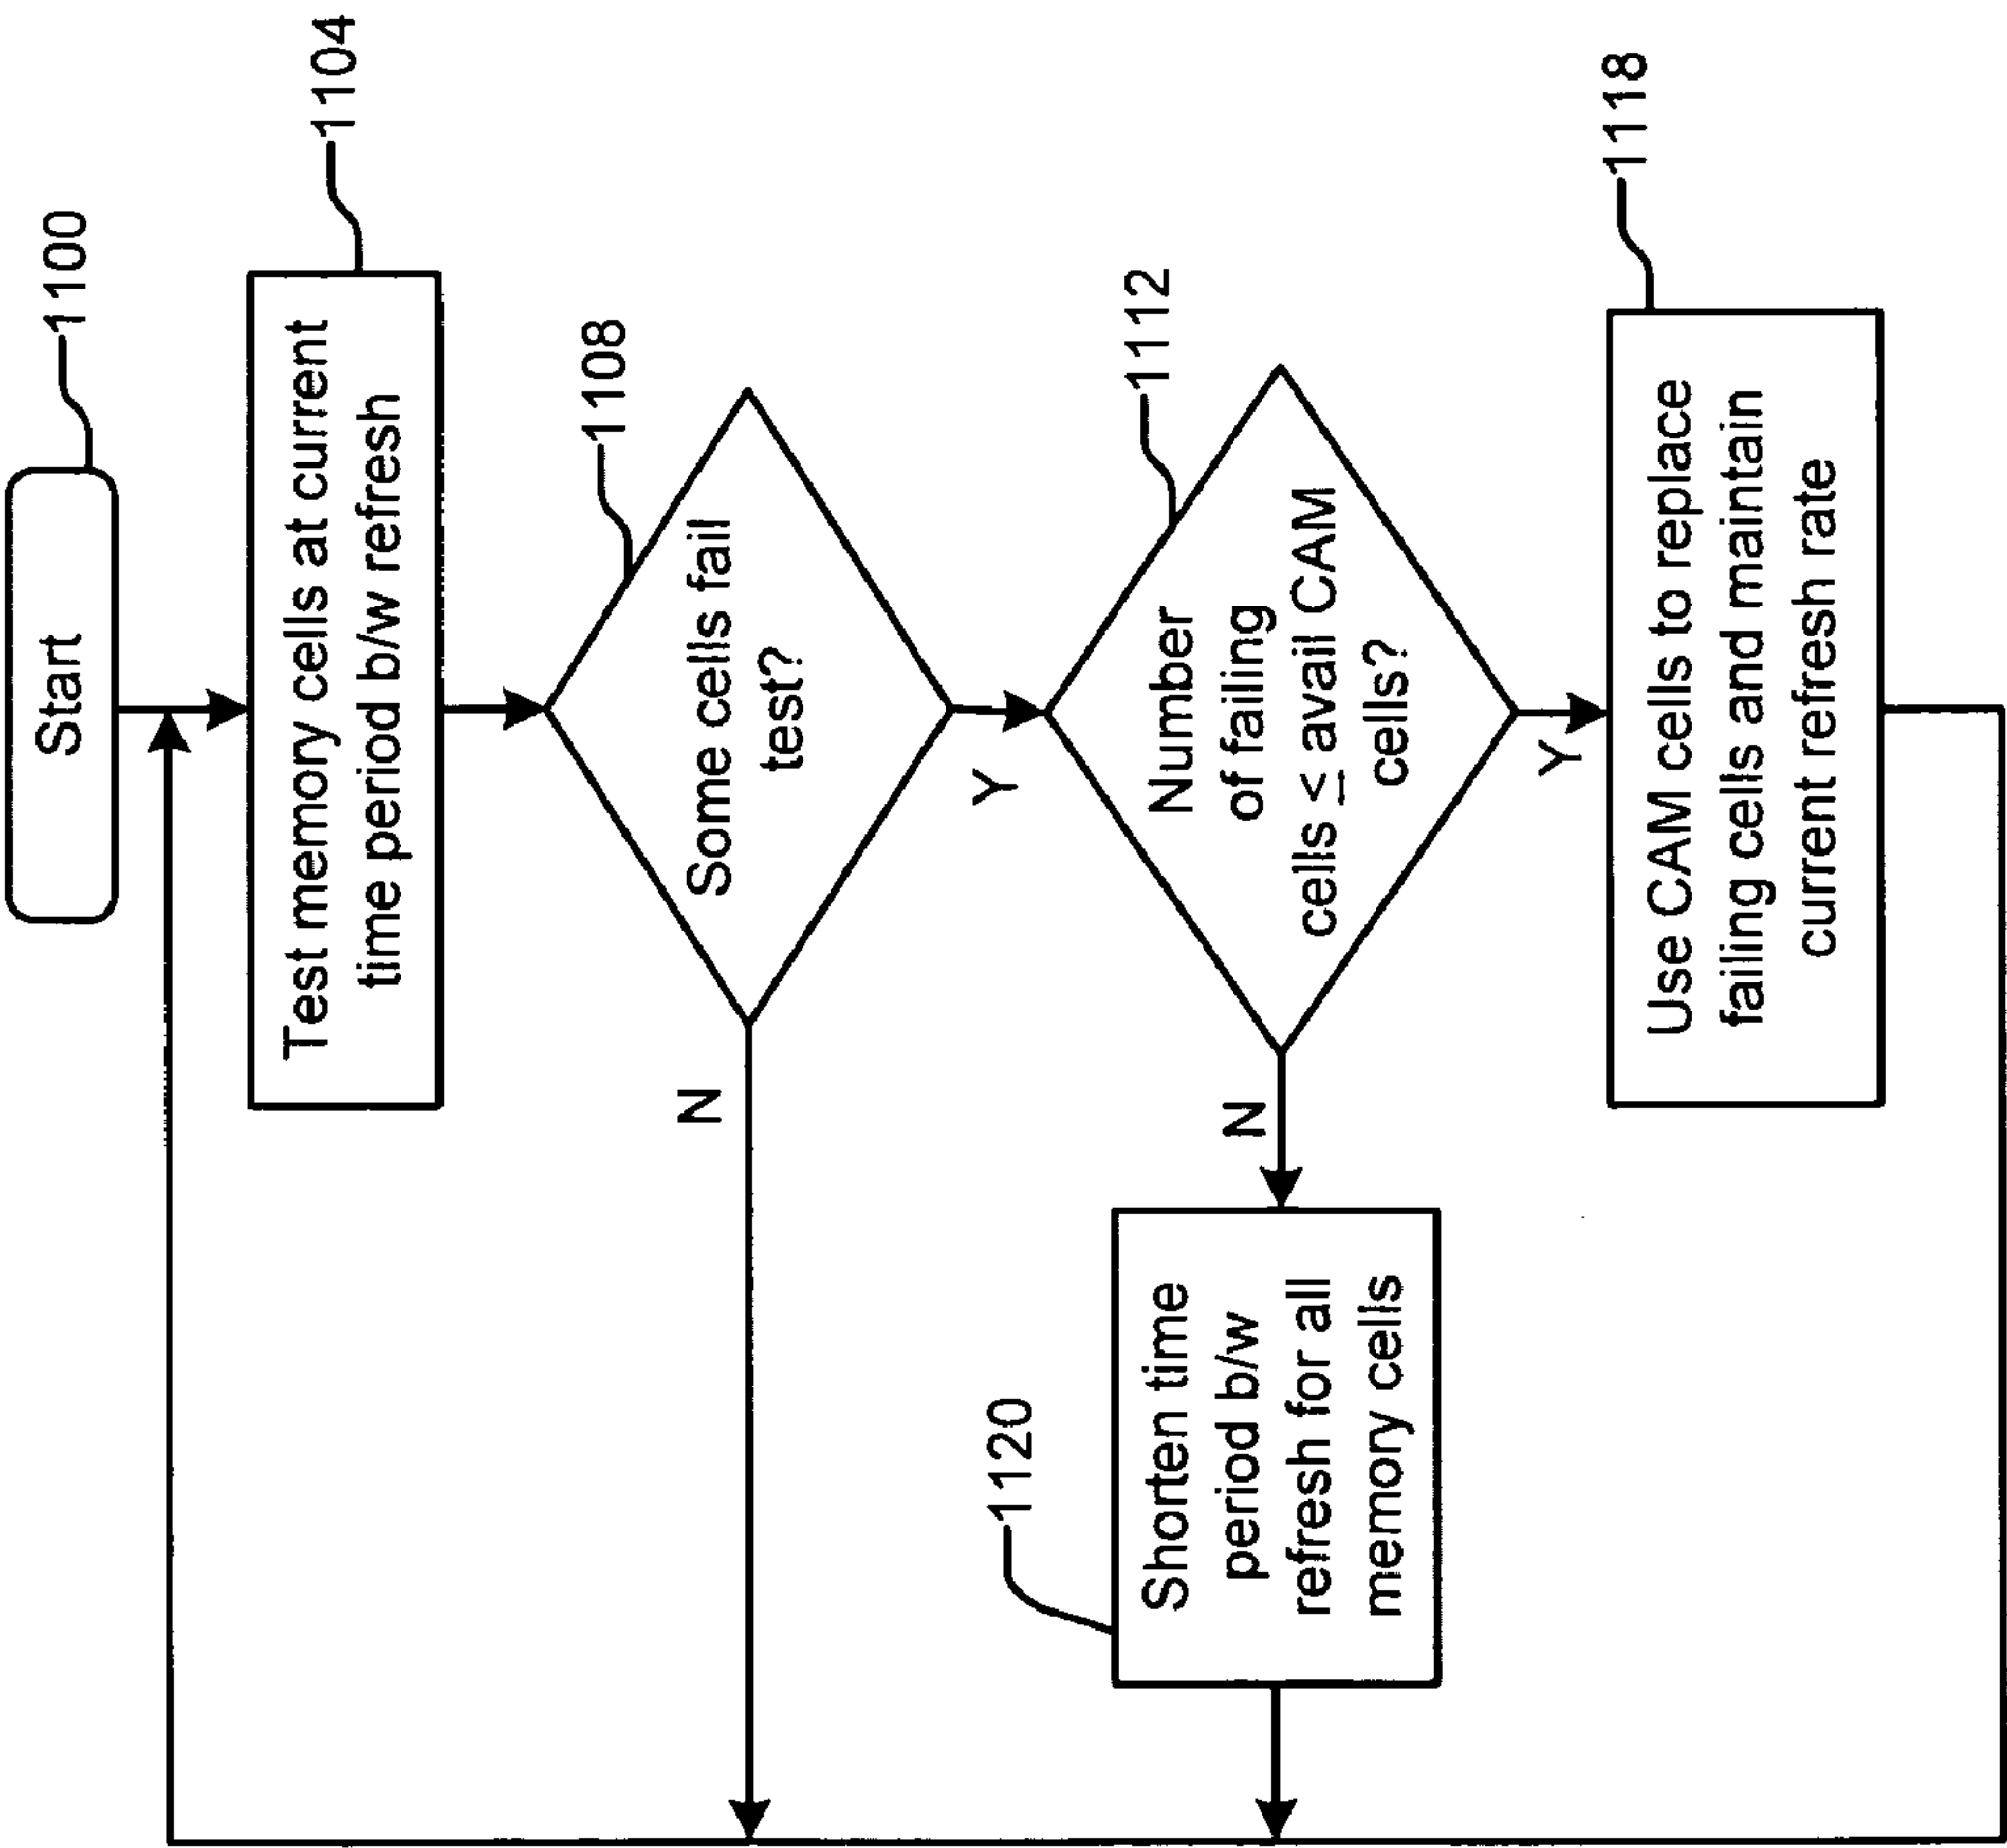 Start
1100
Test memory cells at current
time period b/w refresh
1104
Some cells fail
test?
1108
N
Y
Number
of failing
cells ≤ avail CAM
cells?
1112
N
Y
Shorten time
period b/w
refresh for all
memory cells
1120
Use CAM cells to replace
failing cells and maintain
current refresh rate
1118